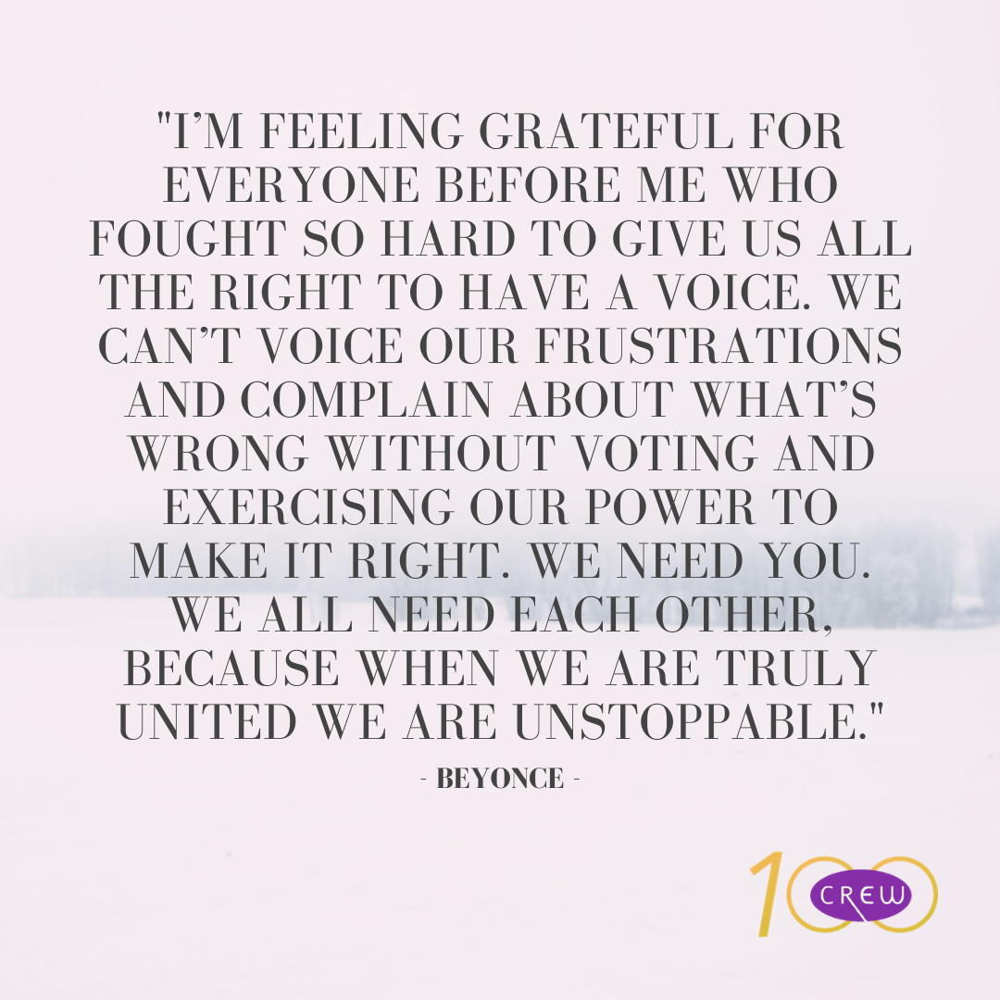 "I’M FEELING GRATEFUL FOR
EVERYONE BEFORE ME WHO
FOUGHT SO HARD TO GIVE US ALL
THE RIGHT TO HAVE A VOICE. WE
CAN’T VOICE OUR FRUSTRATIONS
AND COMPLAIN ABOUT WHAT’S
WRONG WITHOUT VOTING AND
EXERCISING OUR POWER TO
MAKE IT RIGHT. WE NEED YOU.
WE ALL NEED EACH OTHER,
BECAUSE WHEN WE ARE TRULY
UNITED WE ARE UNSTOPPABLE."
- BEYONCE -
100
CREW